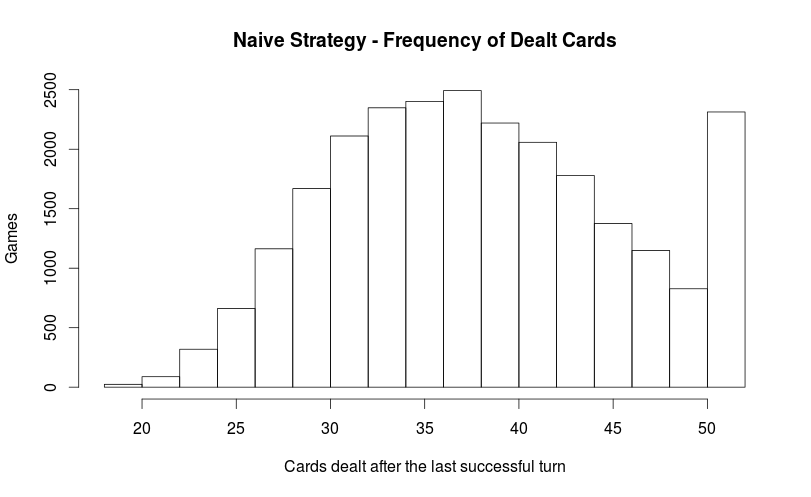 Naive Strategy - Frequency of Dealt Cards
2500
2000
1500
1000
500
0
Games
20 25 30 35 40 45 50
Cards dealt after the last successful turn